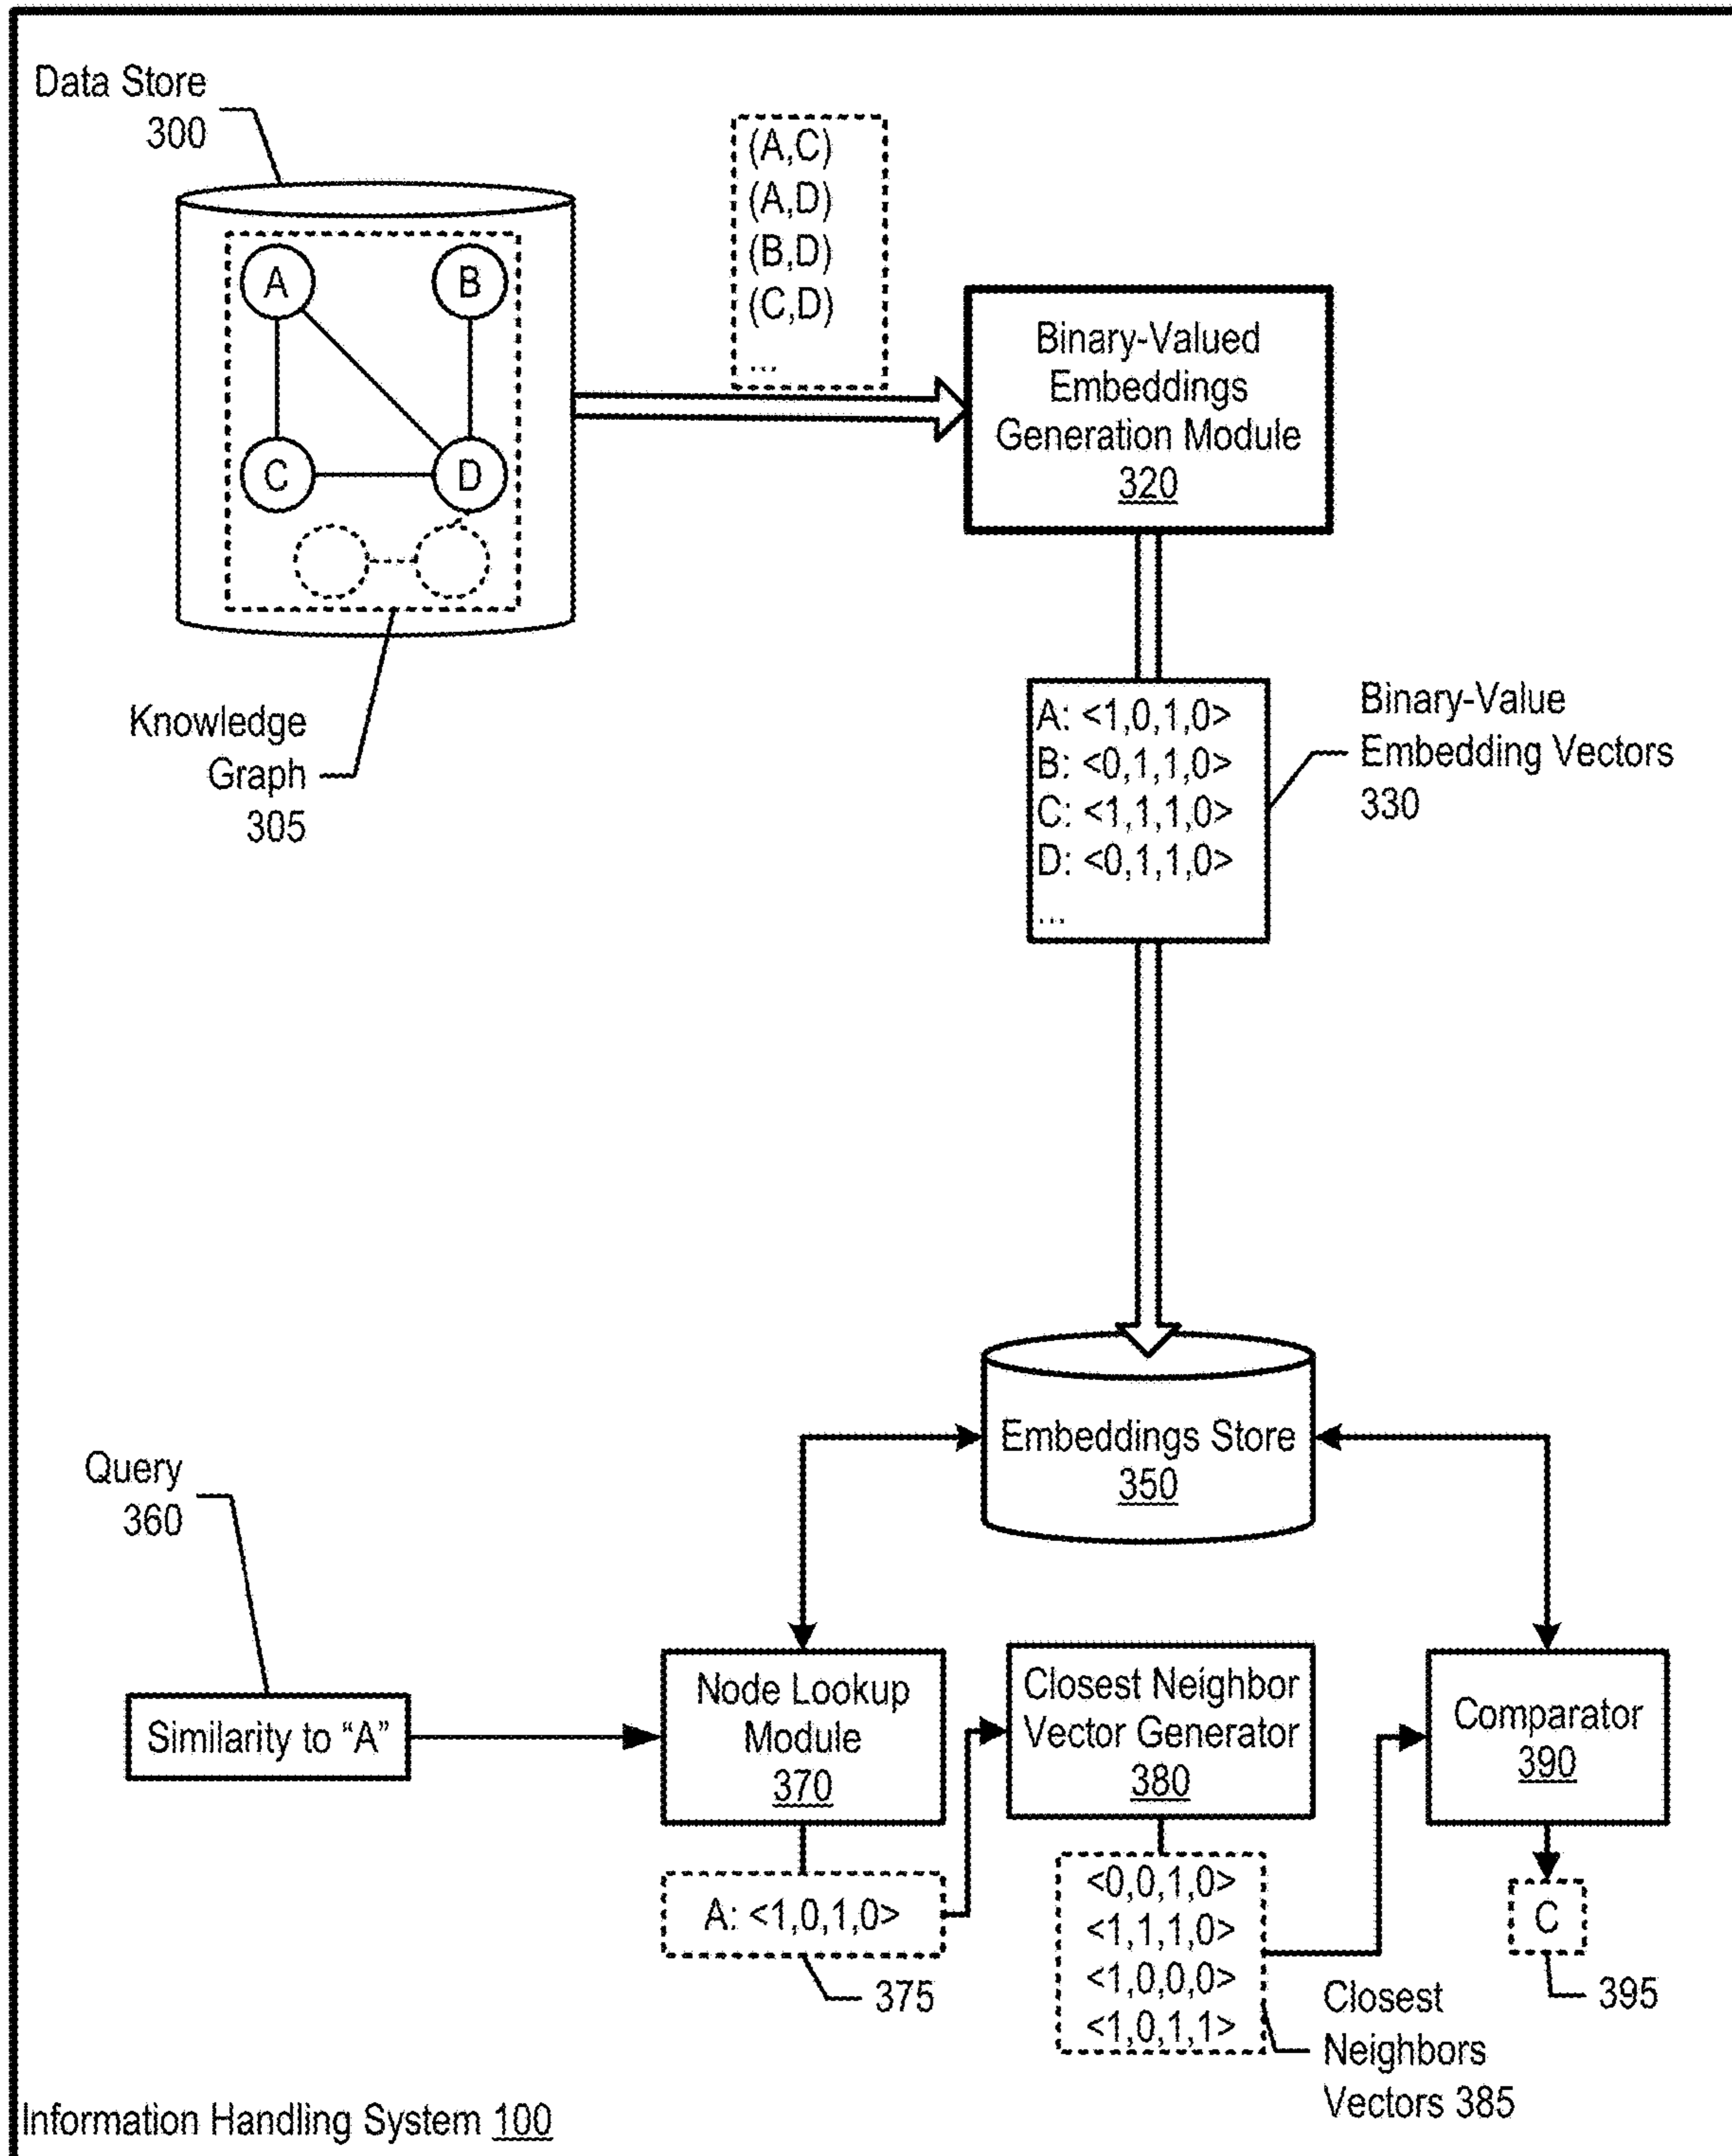 Data Store
300
(A,C)
(A,D)
(B,D)
(C,D)
...
A
B
C
D
Binary-Valued
Embeddings
Generation Module
320
Knowledge
Graph
305
A: <1,0,1,0>
B: <0,1,1,0>
C: <1,1,1,0>
D: <0,1,1,0>
...
Binary-Value
Embedding Vectors
330
Embeddings Store
350
Query
360
Similarity to “A”
Node Lookup
Module
370
Closest Neighbor
Vector Generator
380
Comparator
390
A: <1,0,1,0>
375
<0,0,1,0>
<1,1,1,0>
<1,0,0,0>
<1,0,1,1>
C
395
Closest
Neighbors
Vectors 385
Information Handling System 100